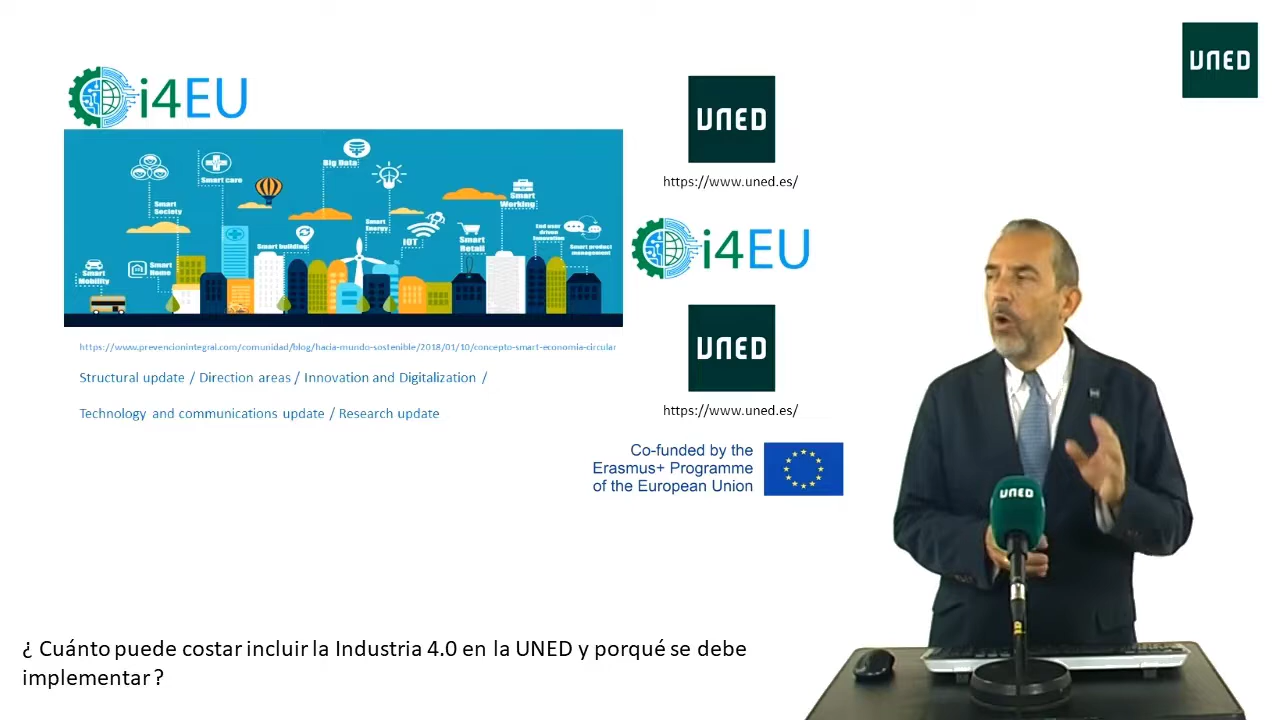 UNED
i4EU
Big Data
Smart care
Smart Working
Smart Society
Smart Energy
End user driven Innovation
IOT
Smart Retail
Smart building
Smart product management
Smart Mobility
Smart Home
https://www.prevencionintegral.com/comunidad/blog/hacia-mundo-sostenible/2018/01/10/concepto-smart-economia-circular
Structural update / Direction areas / Innovation and Digitalization /
Technology and communications update / Research update
UNED
https://www.uned.es/
i4EU
UNED
https://www.uned.es/
Co-funded by the
Erasmus+ Programme
of the European Union
UNED
¿ Cuánto puede costar incluir la Industria 4.0 en la UNED y porqué se debe
implementar ?